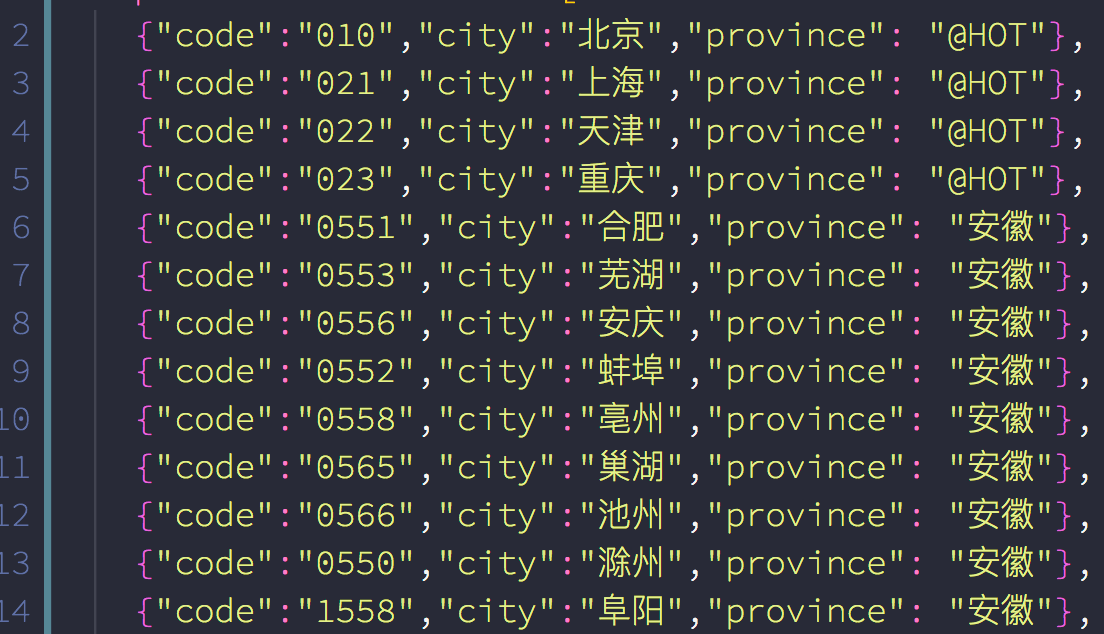 2 {"code":"010","city":"北京","province": "@HOT"},
3 {"code":"021","city":"上海","province": "@HOT"},
4 {"code":"022","city":"天津","province": "@HOT"},
5 {"code":"023","city":"重庆","province": "@HOT"},
6 {"code":"0551","city":"合肥","province": "安徽"},
7 {"code":"0553","city":"芜湖","province": "安徽"},
8 {"code":"0556","city":"安庆","province": "安徽"},
9 {"code":"0552","city":"蚌埠","province": "安徽"},
10 {"code":"0558","city":"亳州","province": "安徽"},
11 {"code":"0565","city":"巢湖","province": "安徽"},
12 {"code":"0566","city":"池州","province": "安徽"},
13 {"code":"0550","city":"滁州","province": "安徽"},
14 {"code":"1558","city":"阜阳","province": "安徽"},